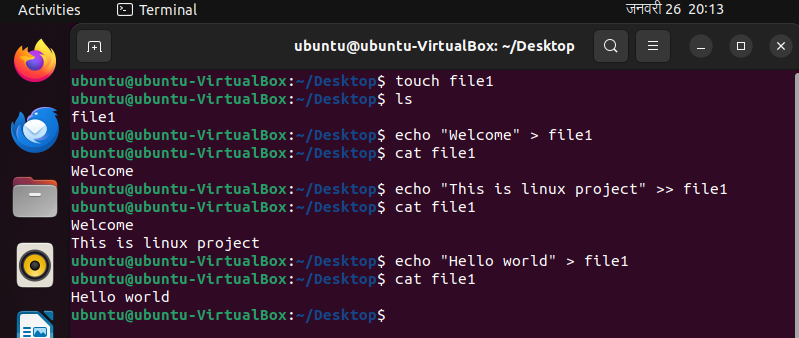 Activities
Terminal
जनवरी 26 20:13
ubuntu@ubuntu-VirtualBox: ~/Desktop
ubuntu@ubuntu-VirtualBox:~/Desktop$ touch file1
ubuntu@ubuntu-VirtualBox:~/Desktop$ ls
file1
ubuntu@ubuntu-VirtualBox:~/Desktop$ echo "Welcome" > file1
ubuntu@ubuntu-VirtualBox:~/Desktop$ cat file1
Welcome
ubuntu@ubuntu-VirtualBox:~/Desktop$ echo "This is linux project" >> file1
ubuntu@ubuntu-VirtualBox:~/Desktop$ cat file1
Welcome
This is linux project
ubuntu@ubuntu-VirtualBox:~/Desktop$ echo "Hello world" > file1
ubuntu@ubuntu-VirtualBox:~/Desktop$ cat file1
Hello world
ubuntu@ubuntu-VirtualBox:~/Desktop$